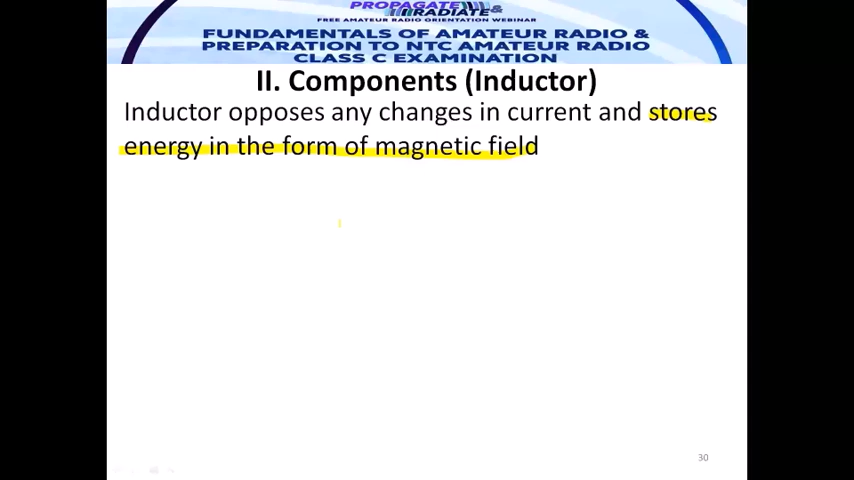 PROPAGATE &
RADIATE
FREE AMATEUR RADIO ORIENTATION WEBINAR
FUNDAMENTALS OF AMATEUR RADIO &
PREPARATION TO NTC AMATEUR RADIO
CLASS C EXAMINATION
II. Components (Inductor)
Inductor opposes any changes in current and stores
energy in the form of magnetic field
30